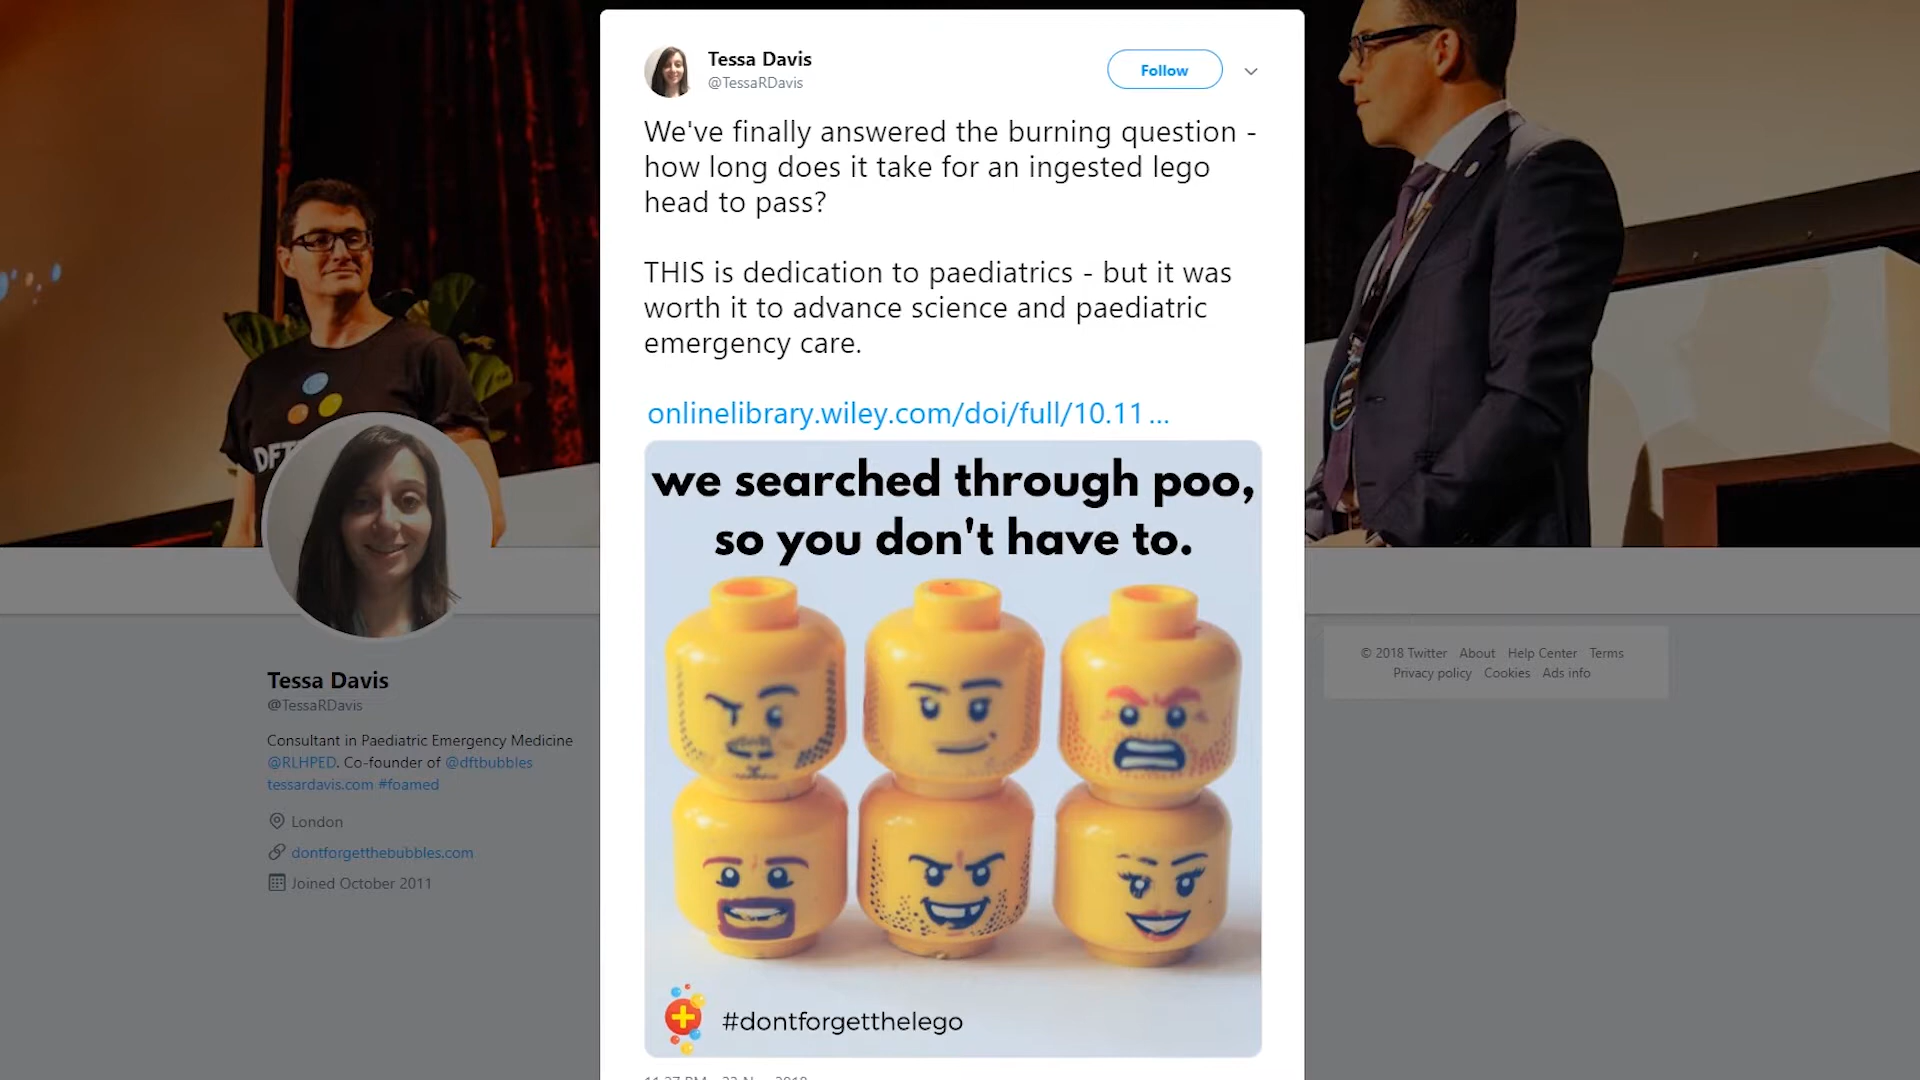 Tessa Davis
@TessaRDavis
Follow
We've finally answered the burning question -
how long does it take for an ingested lego
head to pass?
THIS is dedication to paediatrics - but it was
worth it to advance science and paediatric
emergency care.
onlinelibrary.wiley.com/doi/full/10.11...
we searched through poo,
so you don't have to.
#dontforgetthelego
DFT
Tessa Davis
@TessaRDavis
Consultant in Paediatric Emergency Medicine
@RLHPED. Co-founder of @dftbubbles
tessardavis.com #foamed
London
dontforgetthebubbles.com
Joined October 2011
© 2018 Twitter About Help Center Terms
Privacy policy Cookies Ads info